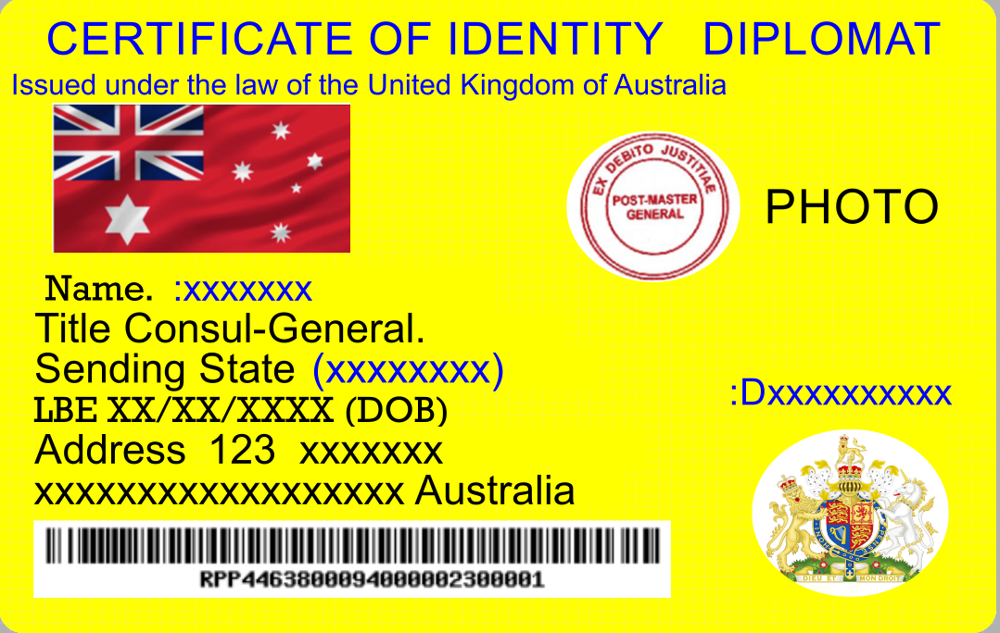 CERTIFICATE OF IDENTITY DIPLOMAT
Issued under the law of the United Kingdom of Australia
EX DEBITO JUSTITIAE
POST-MASTER
GENERAL
PHOTO
Name. :xxxxxxx
Title Consul-General.
Sending State (xxxxxxxx)
LBE XX/XX/XXXX (DOB)
:Dxxxxxxxxxx
Address 123 xxxxxxx
xxxxxxxxxxxxxxxxxx Australia
RPP44638000940000002300001
DIEU ET MON DROIT